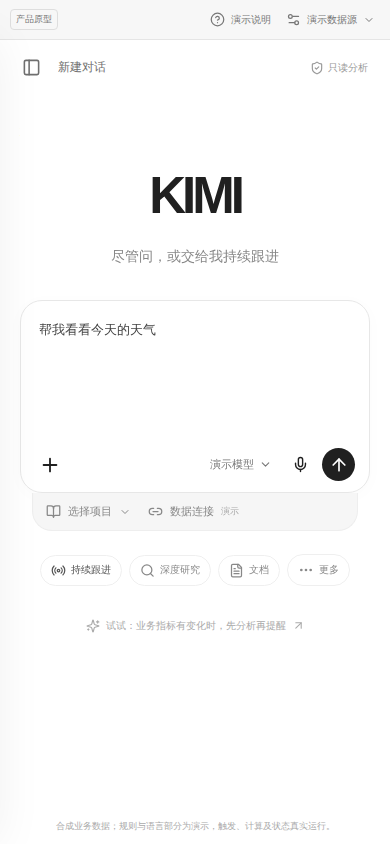 产品原型 演示说明 演示数据源
新建对话 只读分析
KIMI
尽管问，或交给我持续跟进
帮我看看今天的天气
演示模型
选择项目 数据连接 演示
持续跟进 深度研究 文档 更多
试试：业务指标有变化时，先分析再提醒
合成业务数据；规则与语言部分为演示，触发、计算及状态真实运行。